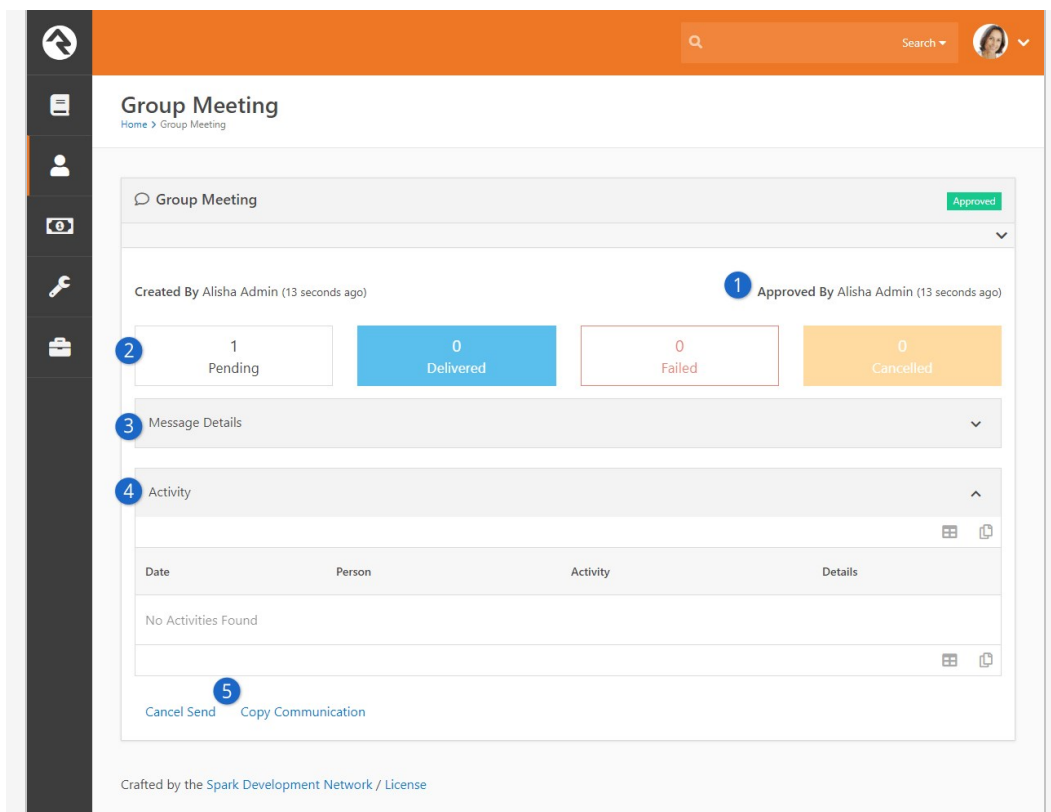 Search
Group Meeting
Home > Group Meeting
Group Meeting
Approved
Created By Alisha Admin (13 seconds ago)
1 Approved By Alisha Admin (13 seconds ago)
2
1
Pending
0
Delivered
0
Failed
0
Cancelled
3 Message Details
4 Activity
Date Person Activity Details
No Activities Found
5
Cancel Send Copy Communication
Crafted by the Spark Development Network / License